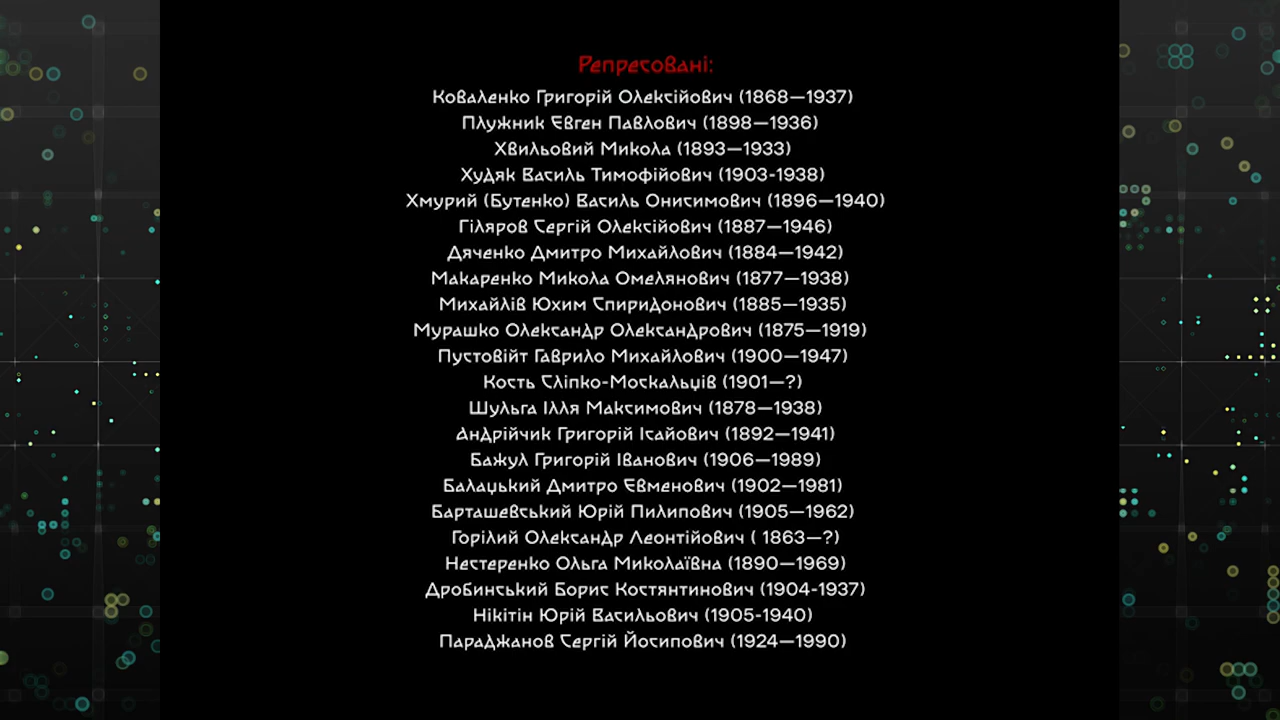 Репресовані:
Коваленко Григорій Олексійович (1868—1937)
Плужник Євген Павлович (1898—1936)
Хвильовий Микола (1893—1933)
Худяк Василь Тимофійович (1903-1938)
Хмурий (Бутенко) Василь Онисимович (1896—1940)
Гіляров Сергій Олексійович (1887—1946)
Дяченко Дмитро Михайлович (1884—1942)
Макаренко Микола Омелянович (1877—1938)
Михайлів Юхим Спиридонович (1885—1935)
Мурашко Олександр Олександрович (1875—1919)
Пустовійт Гаврило Михайлович (1900—1947)
Кость Сліпко-Москальців (1901—?)
Шульга Ілля Максимович (1878—1938)
Андрійчик Григорій Ісайович (1892—1941)
Бажул Григорій Іванович (1906—1989)
Балацький Дмитро Євменович (1902—1981)
Барташевський Юрій Пилипович (1905—1962)
Горілий Олександр Леонтійович ( 1863—?)
Нестеренко Ольга Миколаївна (1890—1969)
Дробинський Борис Костянтинович (1904-1937)
Нікітін Юрій Васильович (1905-1940)
Параджанов Сергій Йосипович (1924—1990)